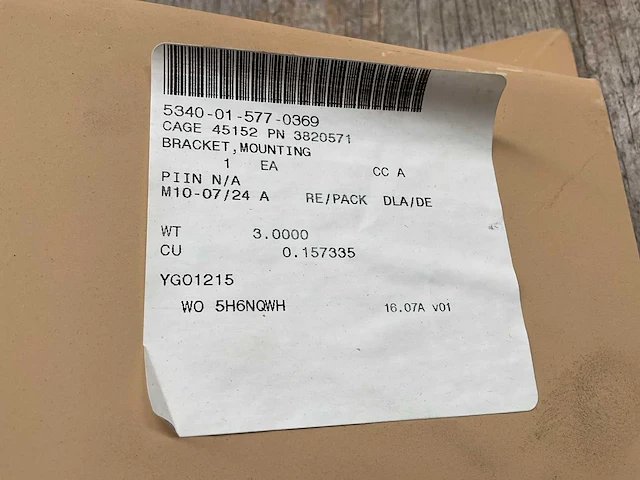 5340-01-577-0369
CAGE 45152 PN 3820571
BRACKET,MOUNTING
1 EA CC A
PIIN N/A
M10-07/24 A RE/PACK DLA/DE
WT 3.0000
CU 0.157335
YG01215
WO 5H6NQWH 16.07A v01